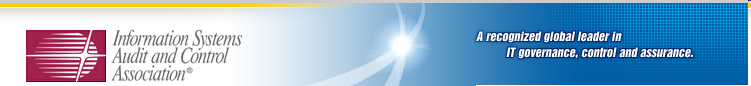 Information Systems
Audit and Control
Association®
A recognized global leader in
IT governance, control and assurance.